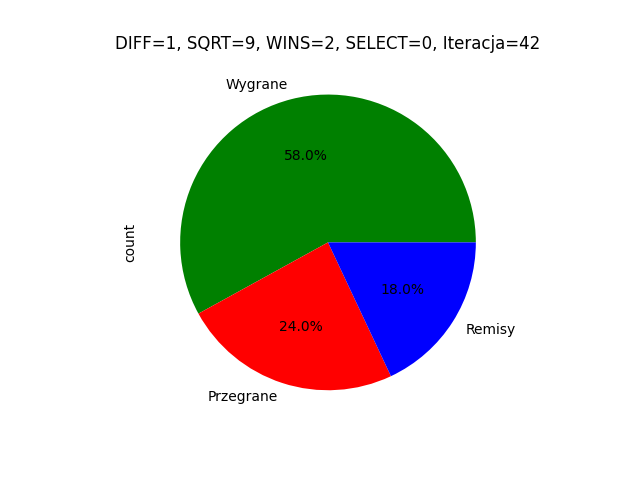 DIFF=1, SQRT=9, WINS=2, SELECT=0, Iteracja=42
Wygrane
58.0%
count
18.0%
24.0%
Remisy
Przegrane